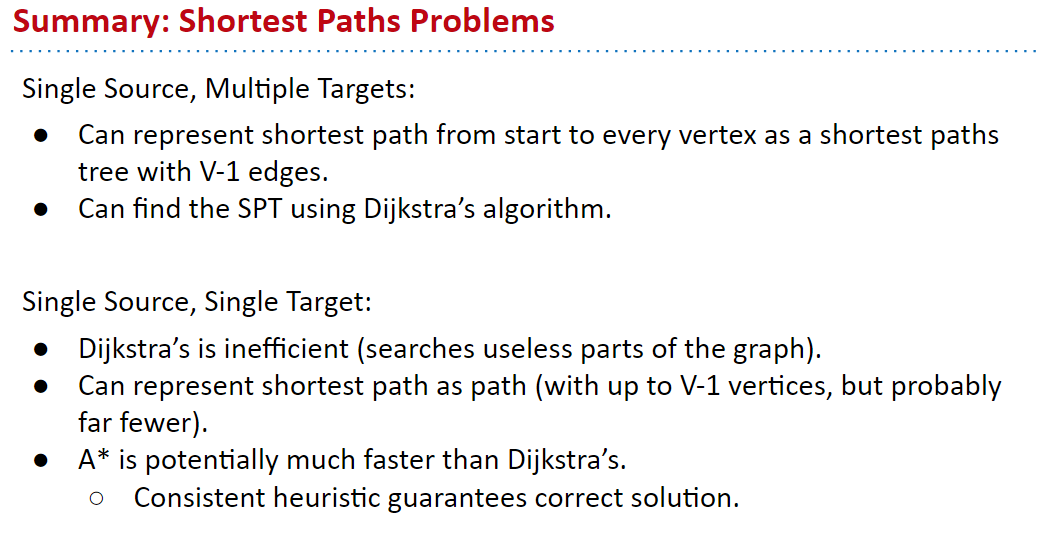 Summary: Shortest Paths Problems
Single Source, Multiple Targets:
● Can represent shortest path from start to every vertex as a shortest paths
tree with V-1 edges.
● Can find the SPT using Dijkstra’s algorithm.
Single Source, Single Target:
● Dijkstra’s is inefficient (searches useless parts of the graph).
● Can represent shortest path as path (with up to V-1 vertices, but probably
far fewer).
● A* is potentially much faster than Dijkstra’s.
○ Consistent heuristic guarantees correct solution.